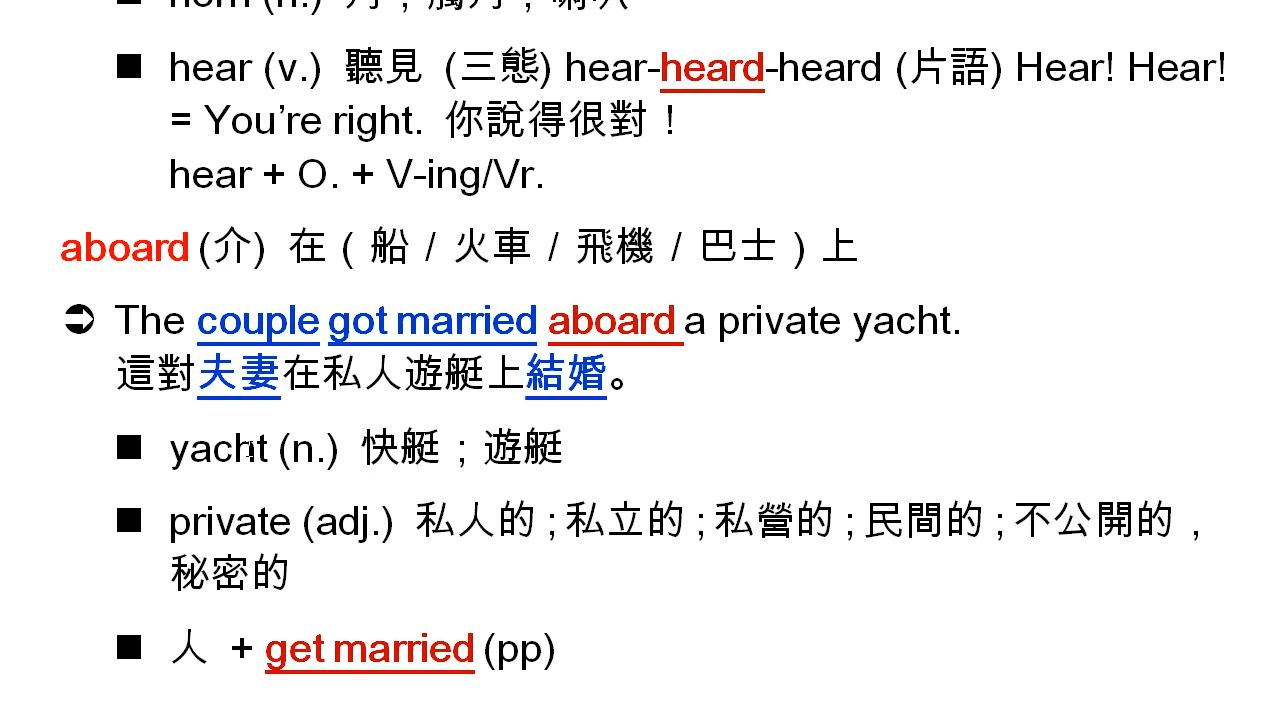 ■ hear (v.) 聽見 (三態) hear-heard-heard (片語) Hear! Hear!
= You’re right. 你說得很對！
hear + O. + V-ing/Vr.
aboard (介) 在（船／火車／飛機／巴士）上
➲ The couple got married aboard a private yacht.
這對夫妻在私人遊艇上結婚。
■ yacht (n.) 快艇；遊艇
■ private (adj.) 私人的 ; 私立的 ; 私營的 ; 民間的 ; 不公開的，
秘密的
■ 人 + get married (pp)